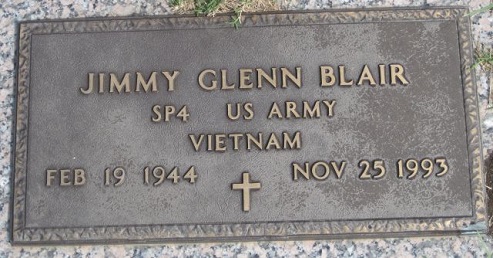 JIMMY GLENN BLAIR
SP4 US ARMY
VIETNAM
FEB 19 1944 NOV 25 1993